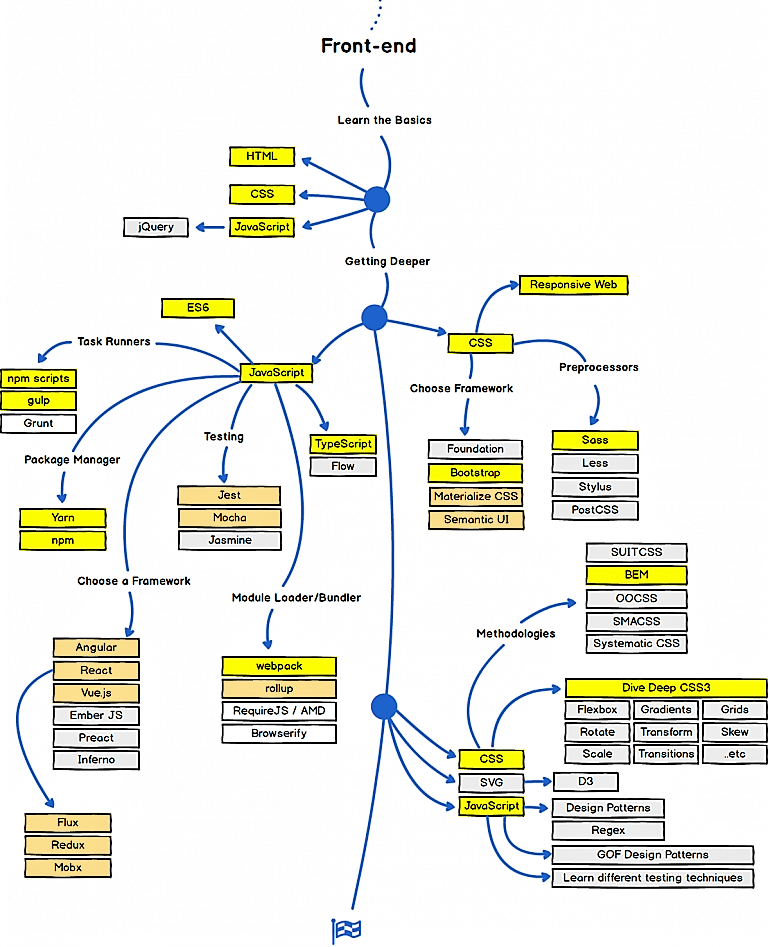 Front-end
Learn the Basics
HTML
CSS
JavaScript
jQuery
Getting Deeper
Responsive Web
ES6
CSS
Task Runners
JavaScript
Preprocessors
Choose Framework
npm scripts
gulp
Grunt
Testing
TypeScript
Flow
Package Manager
Foundation
Bootstrap
Materialize CSS
Semantic UI
Sass
Less
Stylus
PostCSS
Jest
Mocha
Jasmine
Yarn
npm
Choose a Framework
Module Loader/Bundler
SUITCSS
BEM
OOCSS
SMACSS
Systematic CSS
Methodologies
Angular
React
Vue.js
Ember JS
Preact
Inferno
webpack
rollup
RequireJS / AMD
Browserify
Dive Deep CSS3
Flexbox Gradients Grids
Rotate Transform Skew
Scale Transitions ..etc
CSS
SVG
D3
JavaScript
Design Patterns
Regex
GOF Design Patterns
Learn different testing techniques
Flux
Redux
Mobx